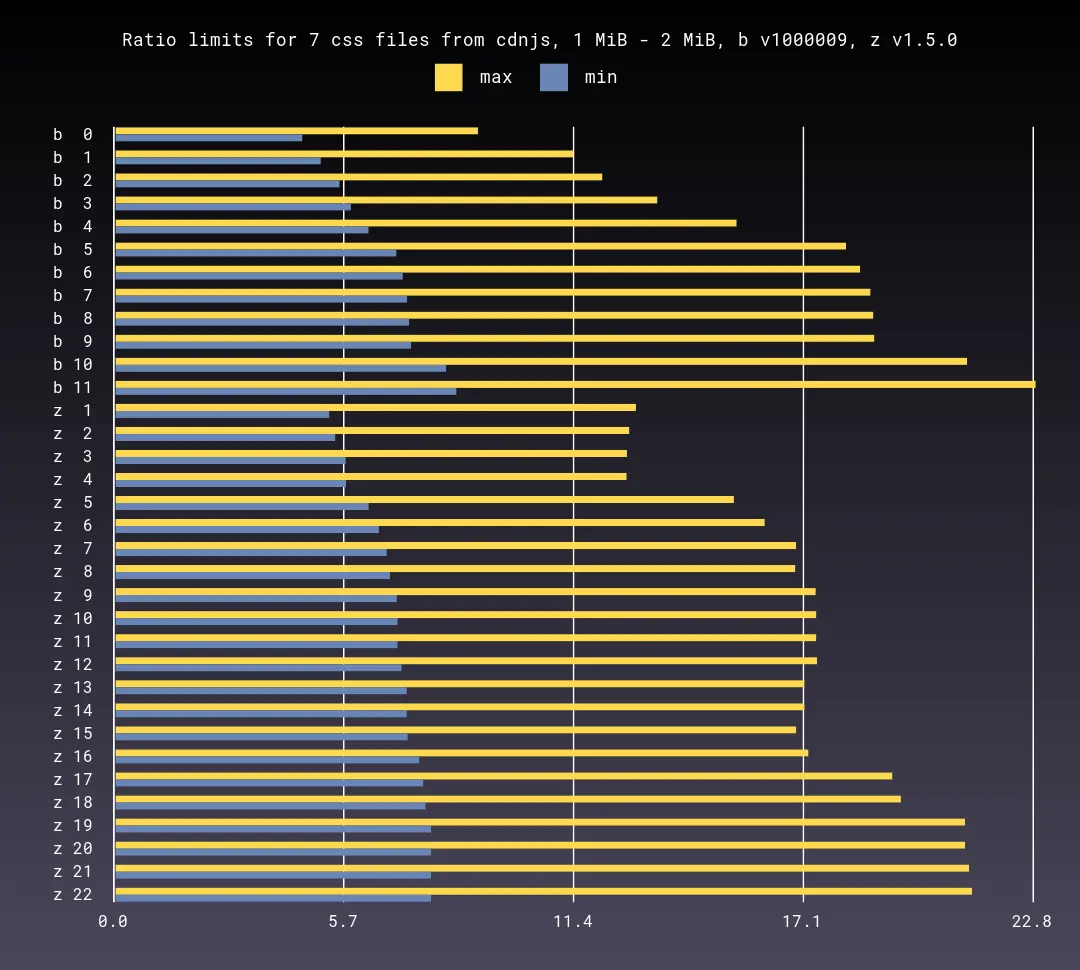 Ratio limits for 7 css files from cdnjs, 1 MiB - 2 MiB, b v1000009, z v1.5.0
max min
b 0
b 1
b 2
b 3
b 4
b 5
b 6
b 7
b 8
b 9
b 10
b 11
z 1
z 2
z 3
z 4
z 5
z 6
z 7
z 8
z 9
z 10
z 11
z 12
z 13
z 14
z 15
z 16
z 17
z 18
z 19
z 20
z 21
z 22
0.0 5.7 11.4 17.1 22.8